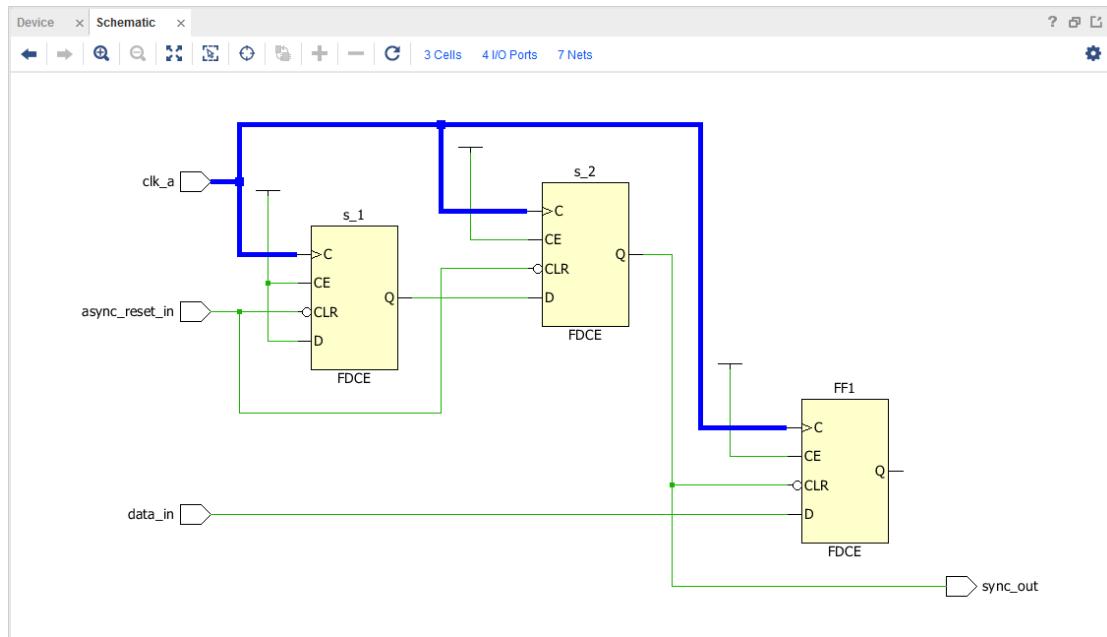 Device × Schematic × ?
3 Cells 4 I/O Ports 7 Nets
clk_a
s_1
C
CE
CLR
D
Q
FDCE
s_2
C
CE
CLR
D
Q
FDCE
async_reset_in
FF1
C
CE
CLR
D
Q
FDCE
data_in
sync_out